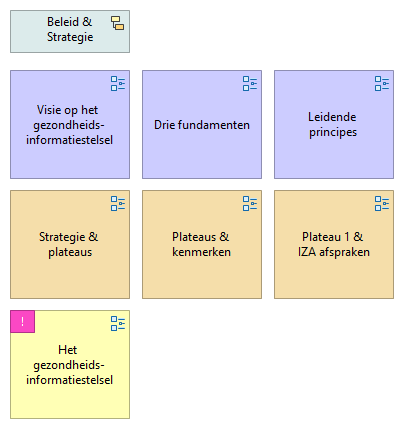 Beleid &
Strategie
Visie op het
gezondheids-
informatiestelsel
Drie fundamenten
Leidende
principes
Strategie &
plateaus
Plateaus &
kenmerken
Plateau 1 &
IZA afspraken
!
Het
gezondheids-
informatiestelsel